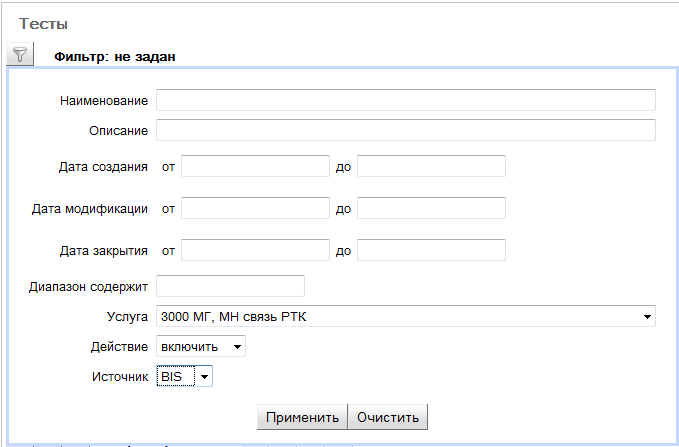 Тесты
Фильтр: не задан
Наименование
Описание
Дата создания от до
Дата модификации от до
Дата закрытия от до
Диапазон содержит
Услуга 3000 МГ, МН связь РТК
Действие включить
Источник BIS
Применить Очистить